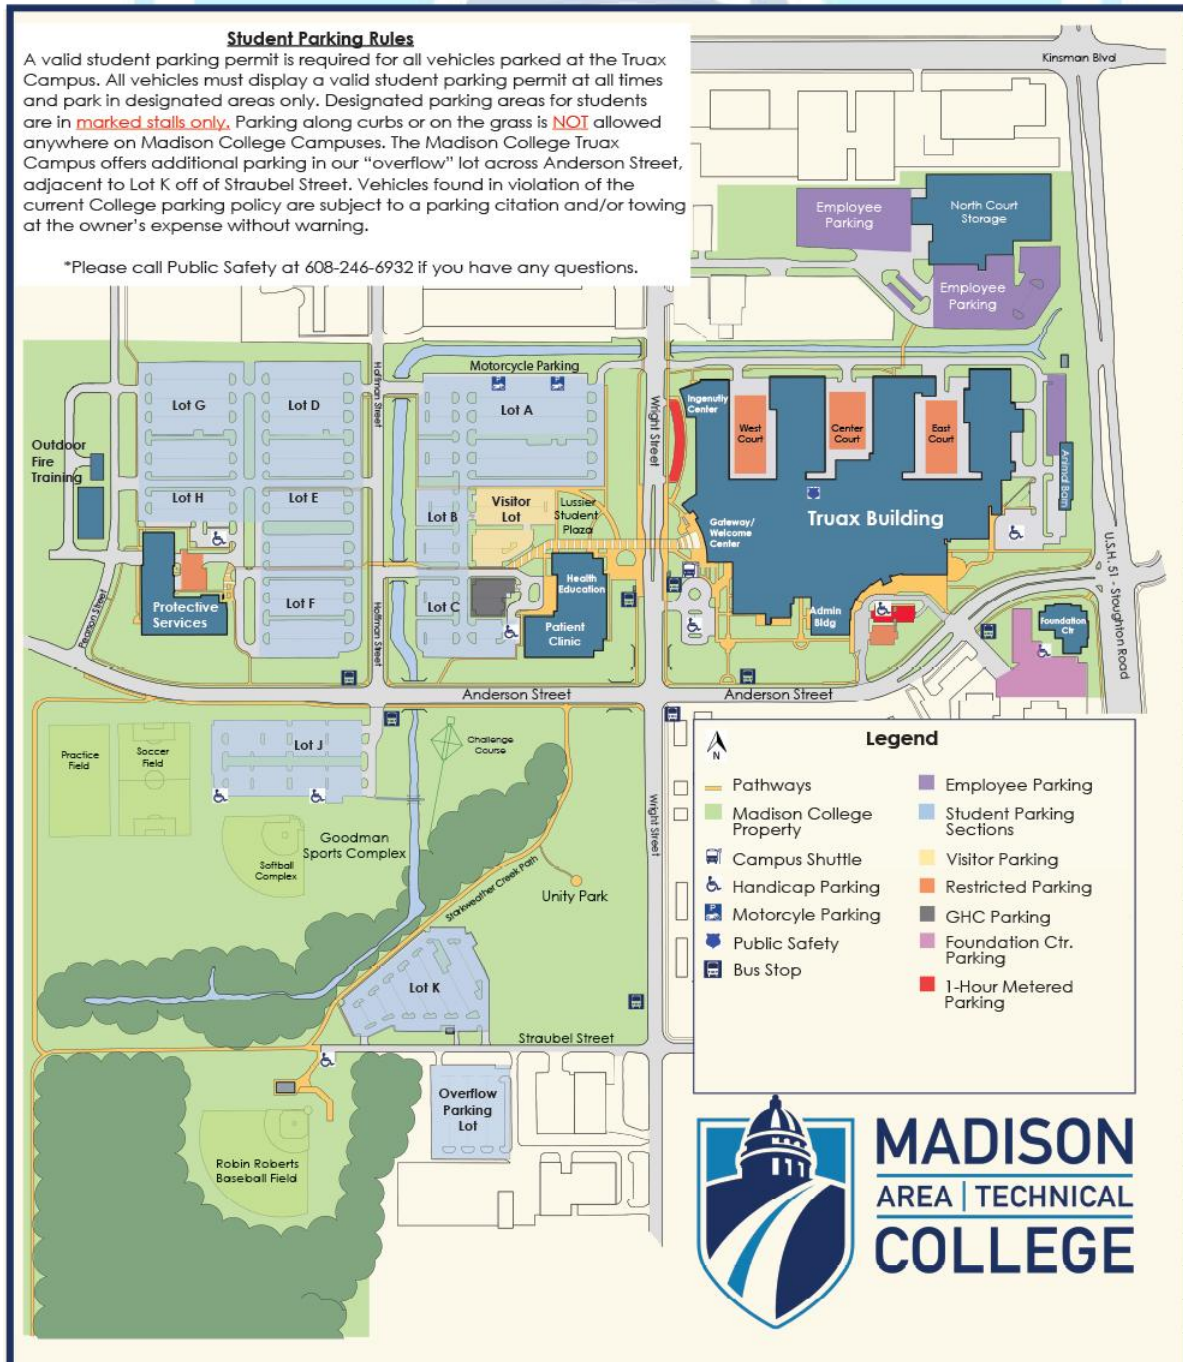 Student Parking Rules
A valid student parking permit is required for all vehicles parked at the Truax
Campus. All vehicles must display a valid student parking permit at all times
and park in designated areas only. Designated parking areas for students
are in marked stalls only. Parking along curbs or on the grass is NOT allowed
anywhere on Madison College Campuses. The Madison College Truax
Campus offers additional parking in our “overflow” lot across Anderson Street,
adjacent to Lot K off of Straubel Street. Vehicles found in violation of the
current College parking policy are subject to a parking citation and/or towing
at the owner's expense without warning.
*Please call Public Safety at 608-246-6932 if you have any questions.
Kinsman Blvd
Employee
Parking
North Court
Storage
Employee
Parking
Motorcycle Parking
Hoffman Street
Lot G
Lot D
Lot A
Wright Street
Ingenuity
Center
West
Court
Center
Court
East
Court
Outdoor
Fire
Training
Animal Barn
Lot H
Lot E
Lot B
Visitor
Lot
Lussier
Student
Plaza
Gateway/
Welcome
Center
Truax Building
U.S.H. 51 - Stoughton Road
Pearson Street
Protective
Services
Lot F
Hoffman Street
Lot C
Health
Education
Patient
Clinic
Admin
Bldg
Foundation
Ctr
Anderson Street
Anderson Street
Practice
Field
Soccer
Field
Lot J
Challenge
Course
Goodman
Sports Complex
Softball
Complex
Wright Street
Starkweather Creek Path
Unity Park
Lot K
Straubel Street
Overflow
Parking
Lot
Robin Roberts
Baseball Field
N
Legend
Pathways
Madison College
Property
Campus Shuttle
Handicap Parking
Motorcyle Parking
Public Safety
Bus Stop
Employee Parking
Student Parking
Sections
Visitor Parking
Restricted Parking
GHC Parking
Foundation Ctr.
Parking
1-Hour Metered
Parking
MADISON
AREA | TECHNICAL
COLLEGE